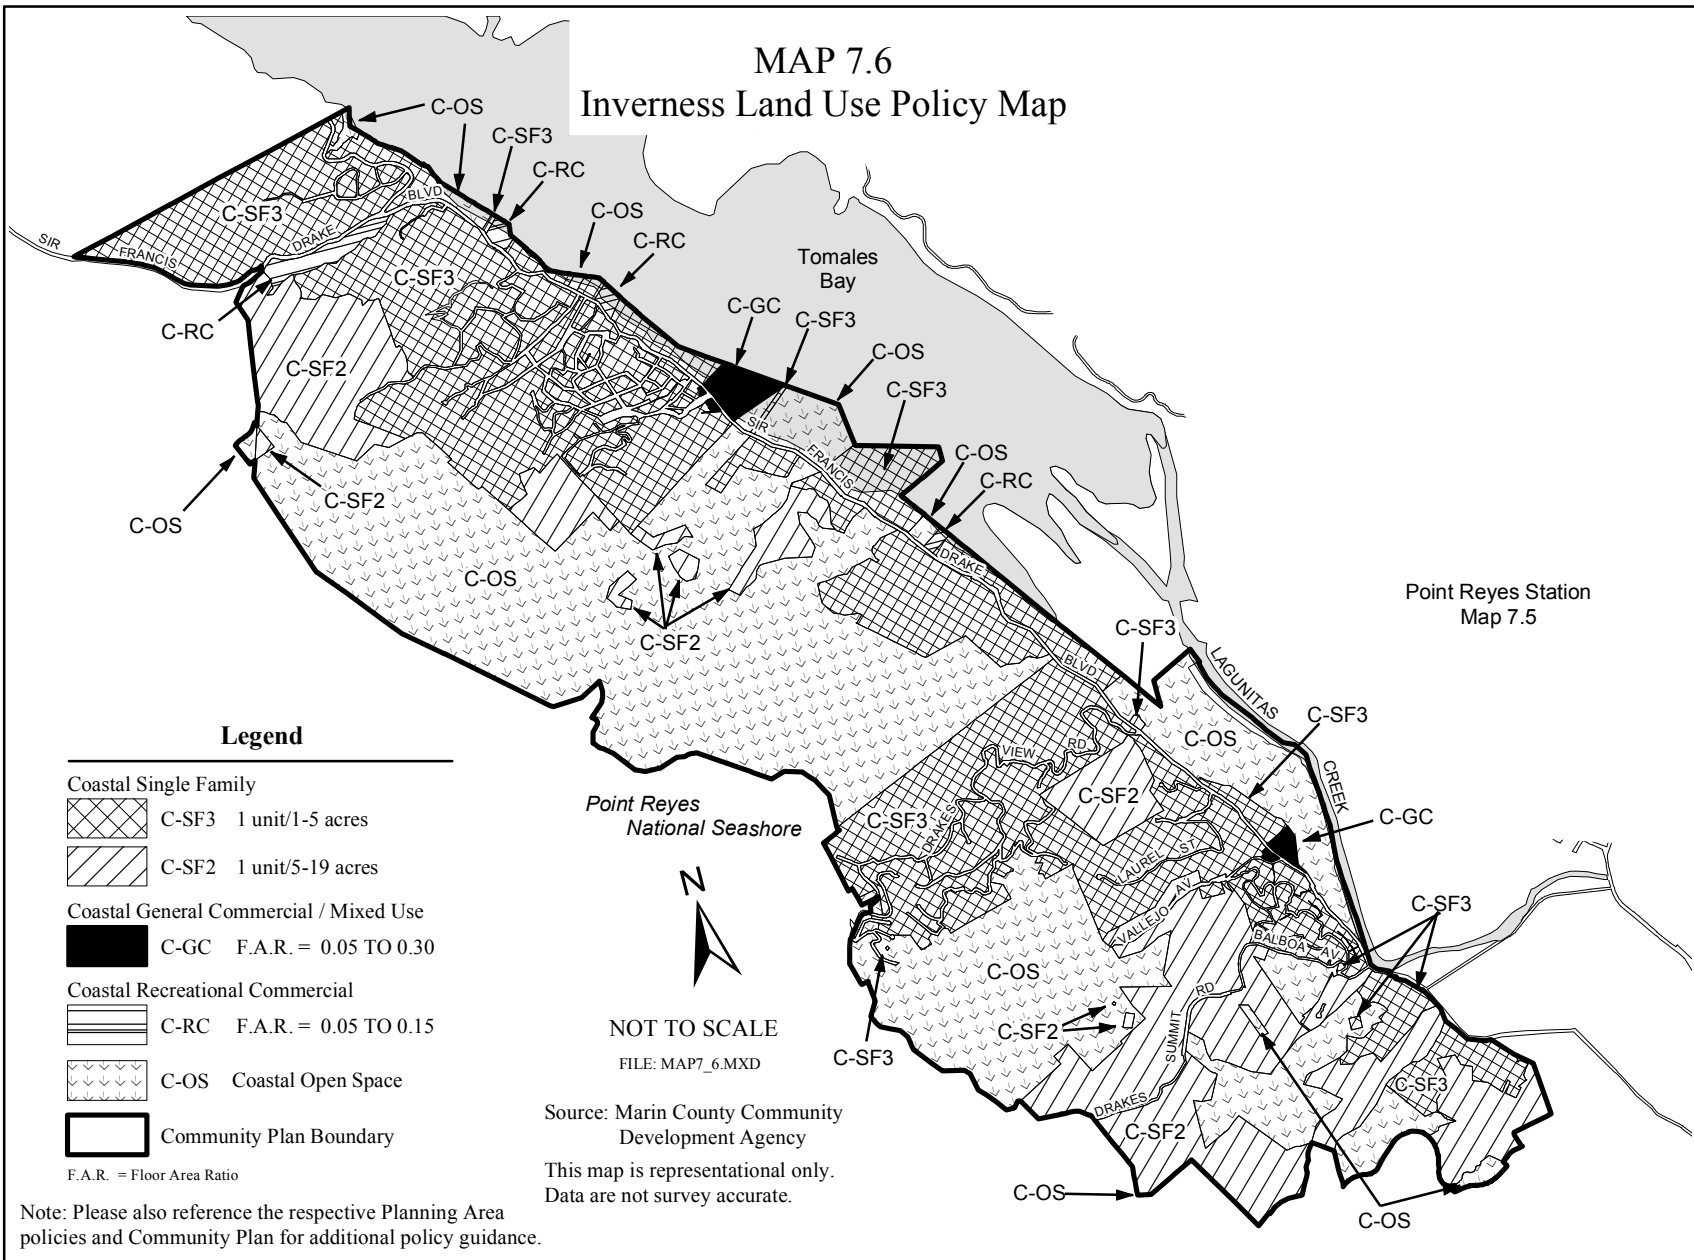 MAP 7.6
Inverness Land Use Policy Map
C-OS
C-SF3
C-RC
C-OS
C-RC
C-SF3
BLVD
DRAKE
SIR
FRANCIS
C-SF3
C-RC
Tomales
Bay
C-GC
C-SF3
C-OS
C-SF3
C-SF2
SIR
FRANCIS
C-OS
C-RC
DRAKE
C-SF2
C-OS
C-OS
C-SF2
Point Reyes Station
Map 7.5
C-SF3
BLVD
LAGUNITAS
CREEK
C-OS
C-SF3
C-GC
VIEW
RD
DRAKES
C-SF3
C-SF2
LAUREL
ST
VALLEJO
AV
BALBOA
AV
C-SF3
C-OS
C-SF2
C-SF3
SUMMIT
RD
DRAKES
C-SF2
C-SF3
C-OS
C-OS
Point Reyes
National Seashore
N
NOT TO SCALE
FILE: MAP7_6.MXD
Source: Marin County Community
Development Agency
This map is representational only.
Data are not survey accurate.
Legend
Coastal Single Family
C-SF3 1 unit/1-5 acres
C-SF2 1 unit/5-19 acres
Coastal General Commercial / Mixed Use
C-GC F.A.R. = 0.05 TO 0.30
Coastal Recreational Commercial
C-RC F.A.R. = 0.05 TO 0.15
C-OS Coastal Open Space
Community Plan Boundary
F.A.R. = Floor Area Ratio
Note: Please also reference the respective Planning Area
policies and Community Plan for additional policy guidance.